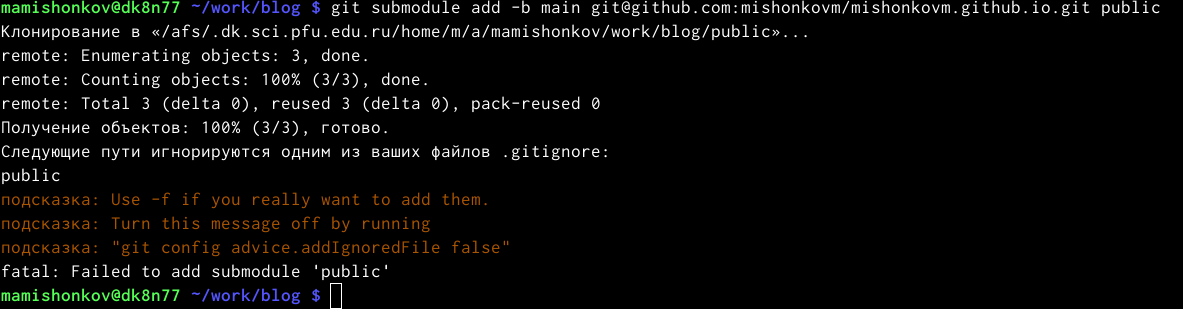 mamishonkov@dk8n77 ~/work/blog $ git submodule add -b main git@github.com:mishonkovm/mishonkovm.github.io.git public
Клонирование в «/afs/.dk.sci.pfu.edu.ru/home/m/a/mamishonkov/work/blog/public»...
remote: Enumerating objects: 3, done.
remote: Counting objects: 100% (3/3), done.
remote: Total 3 (delta 0), reused 3 (delta 0), pack-reused 0
Получение объектов: 100% (3/3), готово.
Следующие пути игнорируются одним из ваших файлов .gitignore:
public
подсказка: Use -f if you really want to add them.
подсказка: Turn this message off by running
подсказка: "git config advice.addIgnoredFile false"
fatal: Failed to add submodule 'public'
mamishonkov@dk8n77 ~/work/blog $